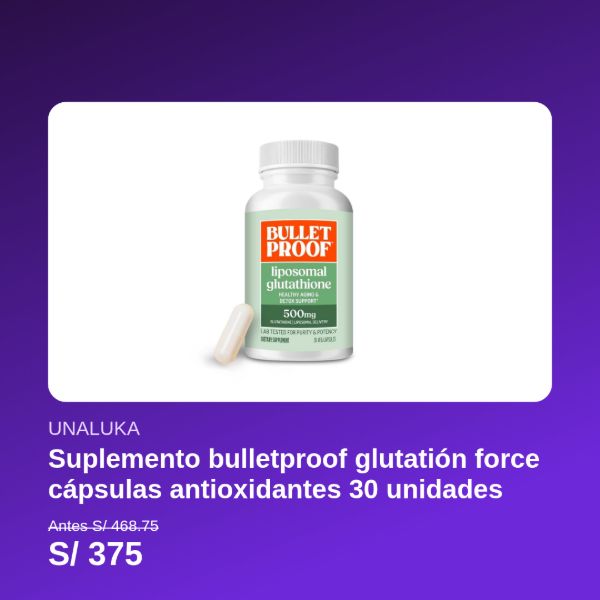 BULLET
PROOF
liposomal
glutathione
HEALTHY AGING &
DETOX SUPPORT*
500mg
LAB TESTED FOR PURITY & POTENCY
DIETARY SUPPLEMENT
UNALUKA
Suplemento bulletproof glutatión force
cápsulas antioxidantes 30 unidades
Antes S/ 468.75
S/ 375